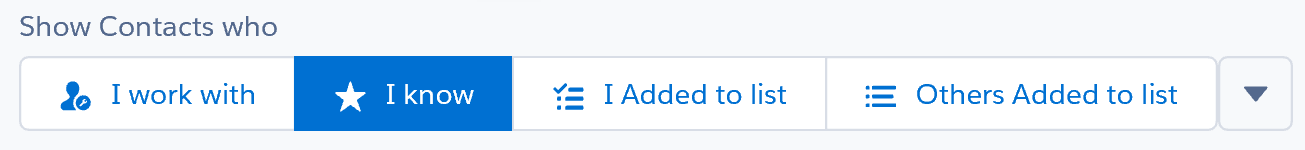 Show Contacts who
I work with
I know
I Added to list
Others Added to list